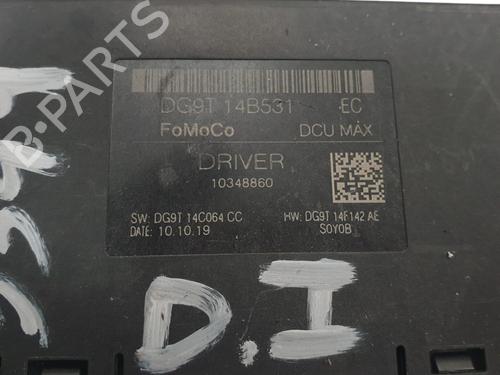 DG9T 14B531 EC
FoMoCo DCU MAX
DRIVER
10348860
SW: DG9T 14C064 CC HW: DG9T 14F142 AE
DATE: 10.10.19 S0Y0B
D.I